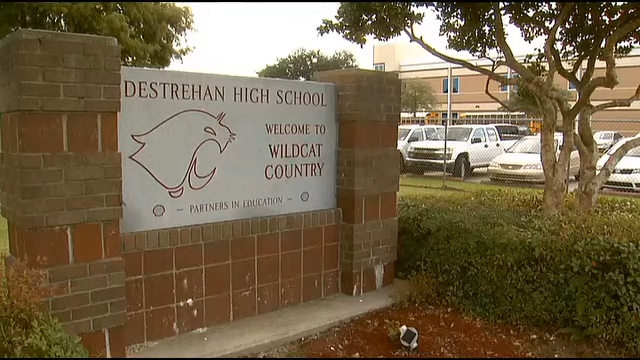 DESTREHAN HIGH SCHOOL
WELCOME TO
WILDCAT
COUNTRY
– PARTNERS IN EDUCATION –